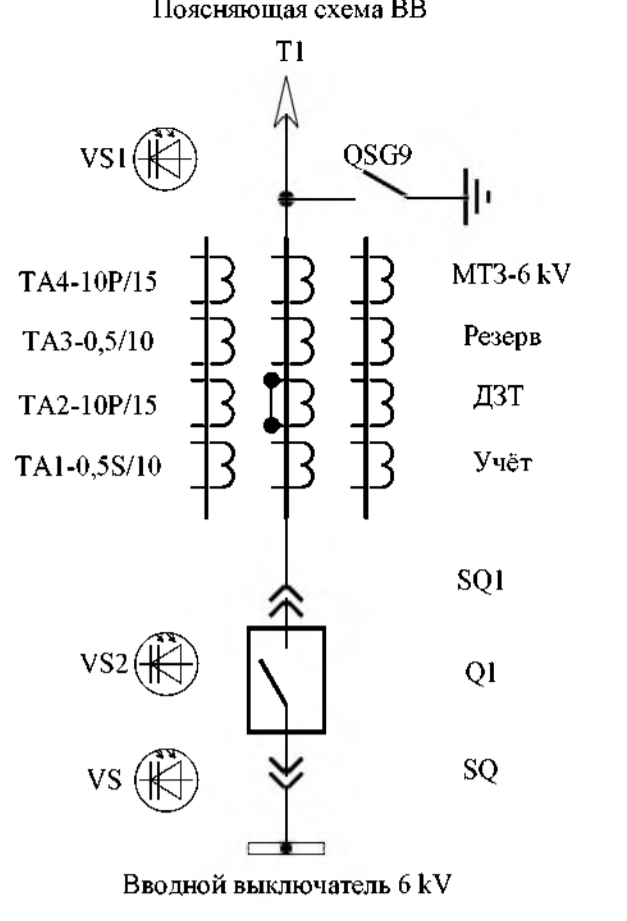 Поясняющая схема ВВ
T1
VS1
QSG9
TA4-10P/15
МТЗ-6 kV
TA3-0,5/10
Резерв
TA2-10P/15
ДЗТ
TA1-0,5S/10
Учёт
SQ1
VS2
Q1
VS
SQ
Вводной выключатель 6 kV